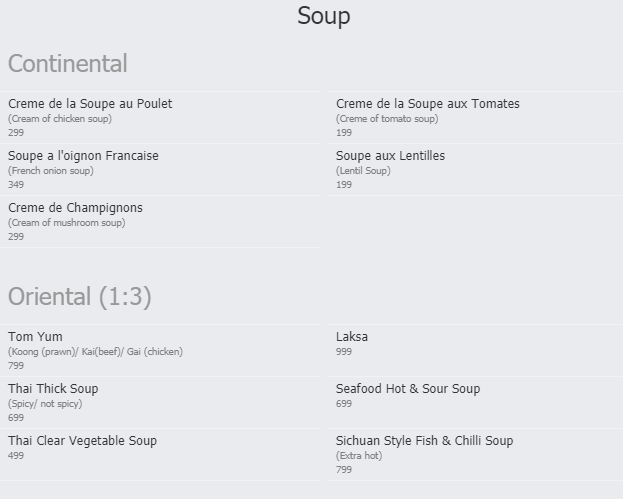 Soup
Continental
Creme de la Soupe au Poulet
(Cream of chicken soup)
299
Creme de la Soupe aux Tomates
(Creme of tomato soup)
199
Soupe a l'oignon Francaise
(French onion soup)
349
Soupe aux Lentilles
(Lentil Soup)
199
Creme de Champignons
(Cream of mushroom soup)
299
Oriental (1:3)
Tom Yum
(Koong (prawn)/ Kai(beef)/ Gai (chicken)
799
Laksa
999
Thai Thick Soup
(Spicy/ not spicy)
699
Seafood Hot & Sour Soup
699
Thai Clear Vegetable Soup
499
Sichuan Style Fish & Chilli Soup
(Extra hot)
799